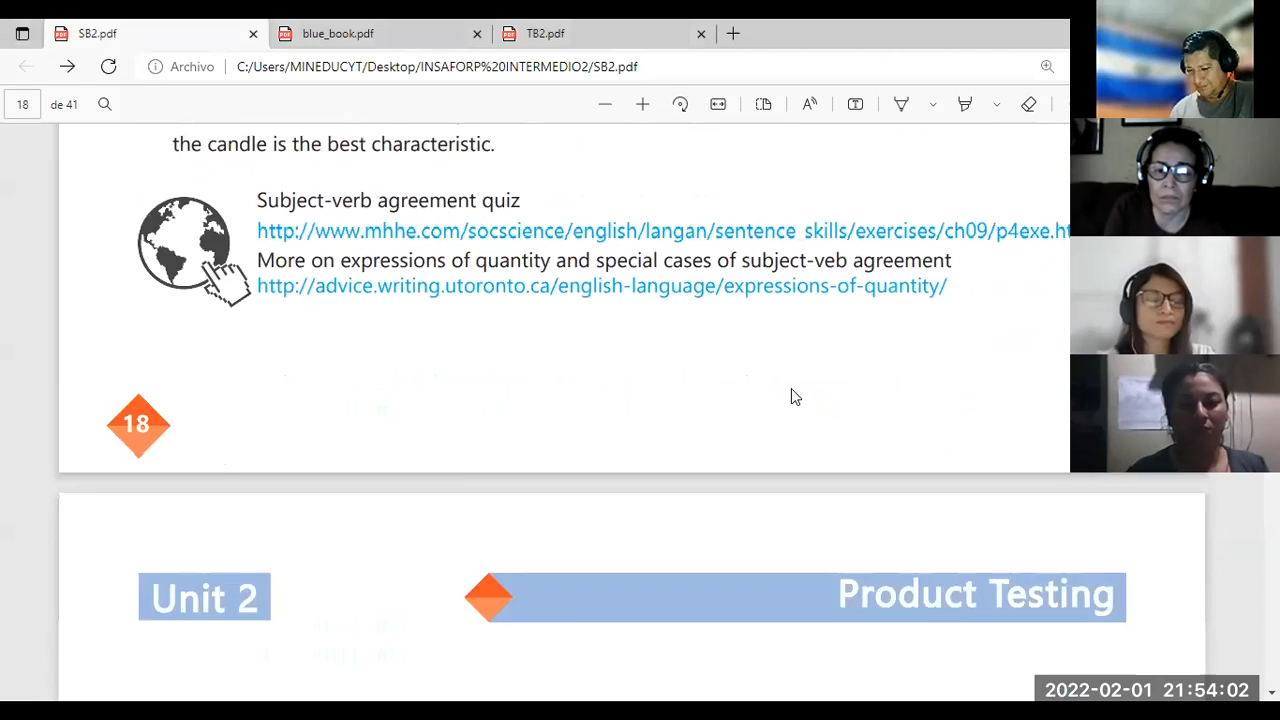 SB2.pdf
blue_book.pdf
TB2.pdf
Archivo
C:/Users/MINEDUCYT/Desktop/INSAFORP%20INTERMEDIO2/SB2.pdf
18
de 41
the candle is the best characteristic.
Subject-verb agreement quiz
http://www.mhhe.com/socscience/english/langan/sentence_skills/exercises/ch09/p4exe.ht
More on expressions of quantity and special cases of subject-veb agreement
http://advice.writing.utoronto.ca/english-language/expressions-of-quantity/
18
Unit 2
Product Testing
2022-02-01 21:54:02